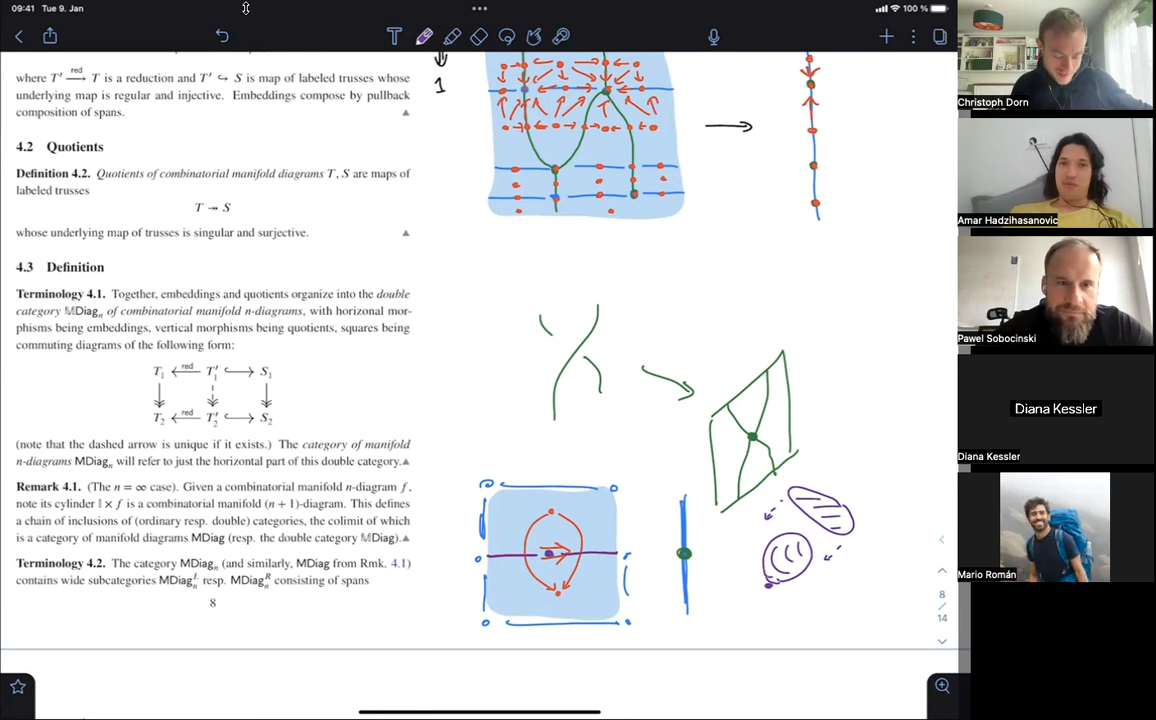 09:41 Tue 9. Jan
100 %
where T′ —red→ T is a reduction and T′ ↪ S is map of labeled trusses whose
underlying map is regular and injective. Embeddings compose by pullback
composition of spans. ▲
1
4.2 Quotients
Definition 4.2. Quotients of combinatorial manifold diagrams T, S are maps of
labeled trusses
T ↠ S
whose underlying map of trusses is singular and surjective. ▲
4.3 Definition
Terminology 4.1. Together, embeddings and quotients organize into the double
category 𝕄Diagₙ of combinatorial manifold n-diagrams, with horizonal mor-
phisms being embeddings, vertical morphisms being quotients, squares being
commuting diagrams of the following form:
T₁ ←red— T₁′ ↪ S₁
T₂ ←red— T₂′ ↪ S₂
(note that the dashed arrow is unique if it exists.) The category of manifold
n-diagrams MDiagₙ will refer to just the horizontal part of this double category.▲
Remark 4.1. (The n = ∞ case). Given a combinatorial manifold n-diagram f,
note its cylinder 𝕀 × f is a combinatorial manifold (n + 1)-diagram. This defines
a chain of inclusions of (ordinary resp. double) categories, the colimit of which
is a category of manifold diagrams MDiag (resp. the double category 𝕄Diag).▲
Terminology 4.2. The category MDiagₙ (and similarly, MDiag from Rmk. 4.1)
contains wide subcategories MDiagₙᴸ resp. MDiagₙᴿ consisting of spans
8
8
/
14
Christoph Dorn
Amar Hadzihasanovic
Pawel Sobocinski
Diana Kessler
Diana Kessler
Mario Román